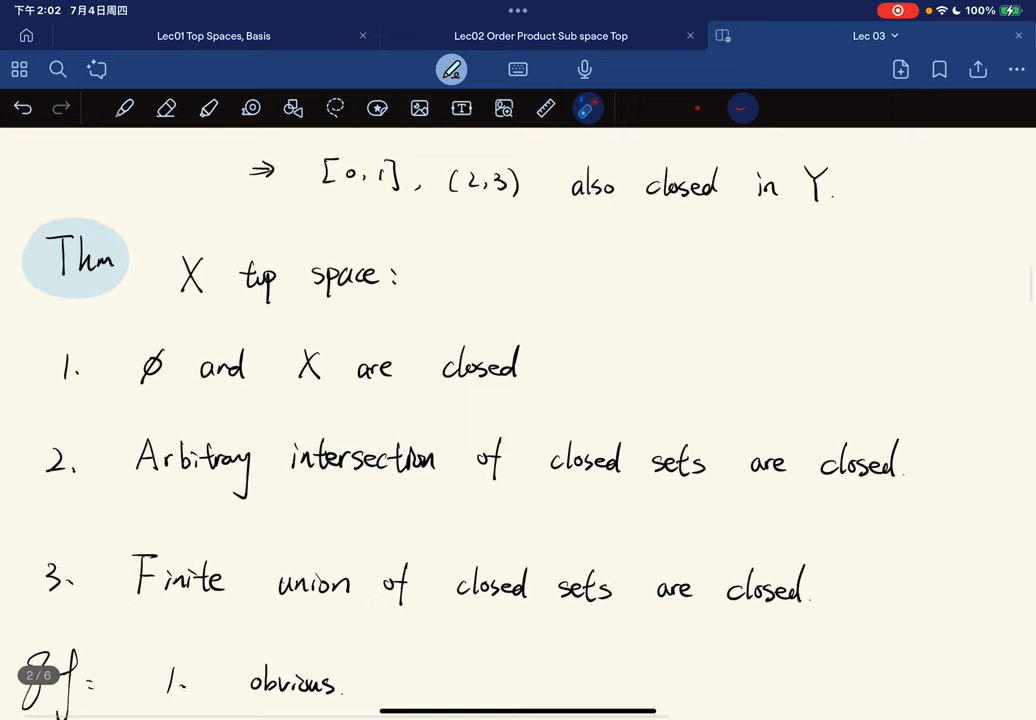 下午2:02 7月4日周四
100%
Lec01 Top Spaces, Basis
Lec02 Order Product Sub space Top
Lec 03
⇒ [0,1], (2,3) also closed in Y.
Thm
X top space:
1. ∅ and X are closed
2. Arbitray intersection of closed sets are closed.
3. Finite union of closed sets are closed.
2/6
pf: 1. obvious.